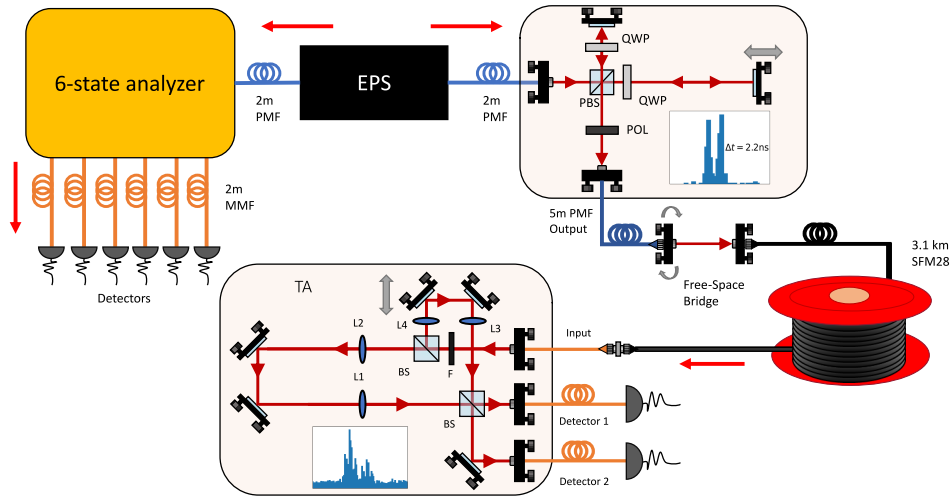 6-state analyzer
2m
PMF
EPS
2m
PMF
QWP
PBS
QWP
POL
Δt = 2.2ns
2m
MMF
Detectors
5m PMF
Output
Free-Space
Bridge
3.1 km
SFM28
TA
L2
L4
L3
BS
F
Input
L1
BS
Detector 1
Detector 2